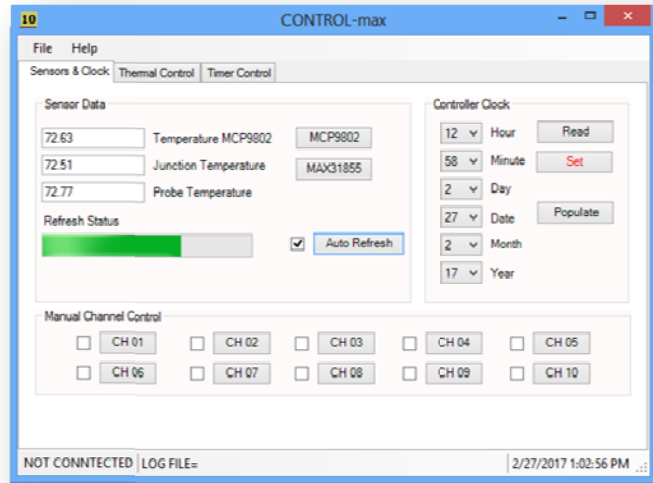 10 CONTROL-max
File Help
Sensors & Clock Thermal Control Timer Control
Sensor Data
72.63 Temperature MCP9802 MCP9802
72.51 Junction Temperature MAX31855
72.77 Probe Temperature
Refresh Status
Auto Refresh
Controller Clock
12 Hour Read
58 Minute Set
2 Day
27 Date Populate
2 Month
17 Year
Manual Channel Control
CH 01 CH 02 CH 03 CH 04 CH 05
CH 06 CH 07 CH 08 CH 09 CH 10
NOT CONNTECTED LOG FILE= 2/27/2017 1:02:56 PM